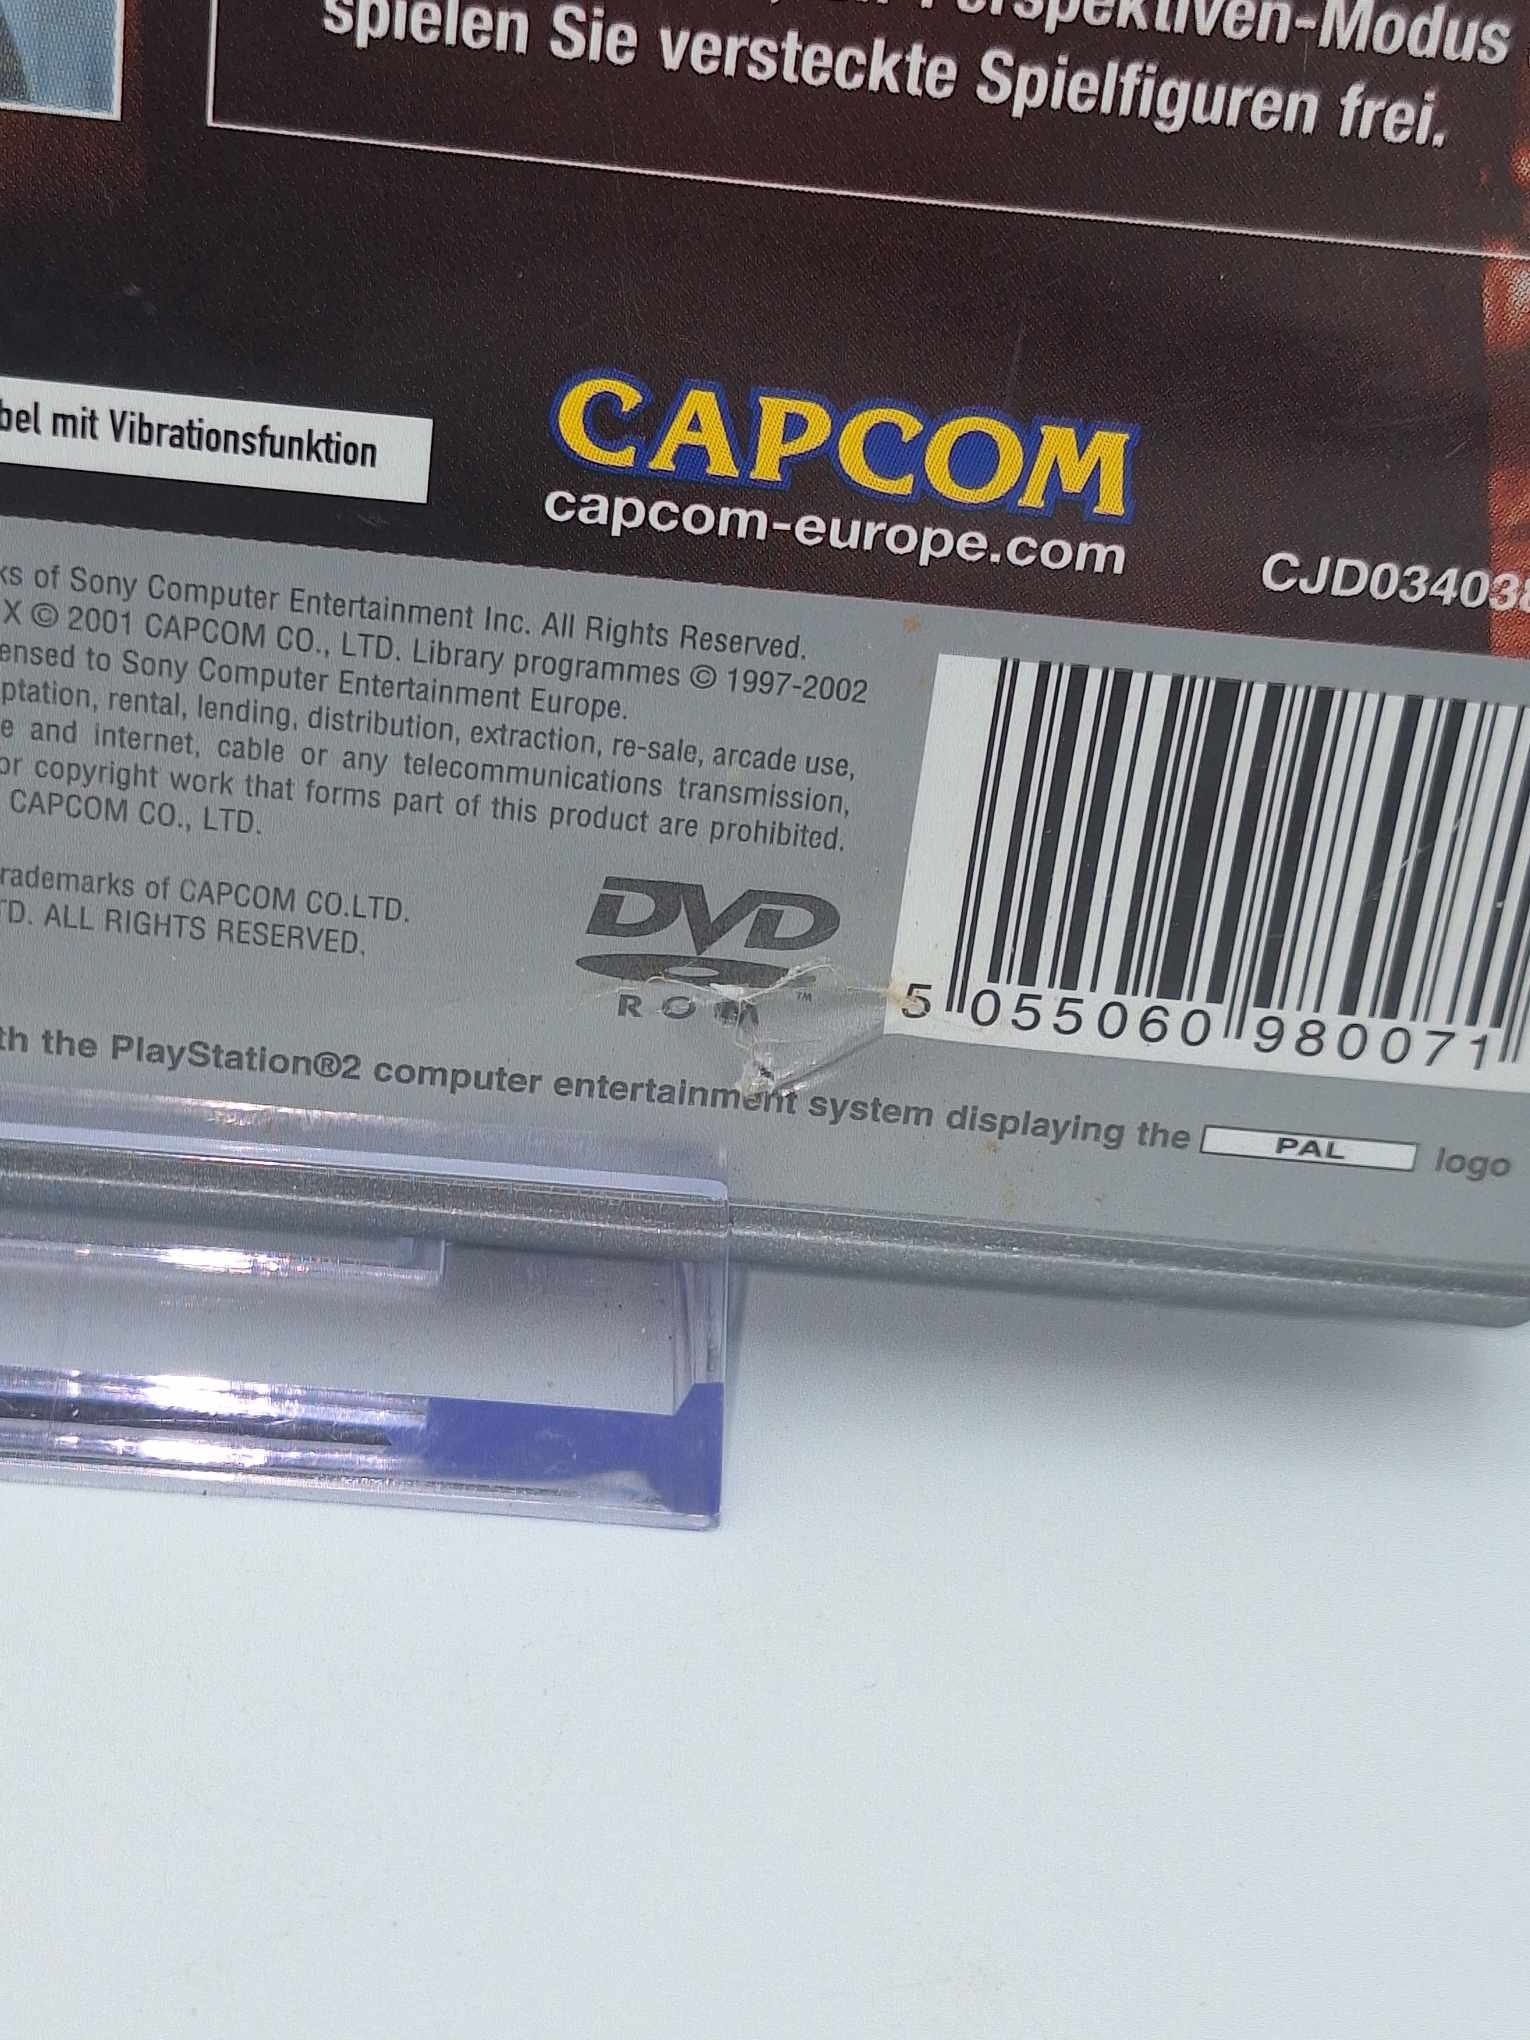 Perspektiven-Modus
spielen Sie versteckte Spielfiguren frei.
bel mit Vibrationsfunktion
CAPCOM
capcom-europe.com
CJD03403
ks of Sony Computer Entertainment Inc. All Rights Reserved.
X © 2001 CAPCOM CO., LTD. Library programmes © 1997-2002
ensed to Sony Computer Entertainment Europe.
ptation, rental, lending, distribution, extraction, re-sale, arcade use,
e and internet, cable or any telecommunications transmission,
or copyright work that forms part of this product are prohibited.
CAPCOM CO., LTD.
rademarks of CAPCOM CO.LTD.
TD. ALL RIGHTS RESERVED.
DVD
ROM ™
5 055060 980071
th the PlayStation®2 computer entertainment system displaying the PAL logo